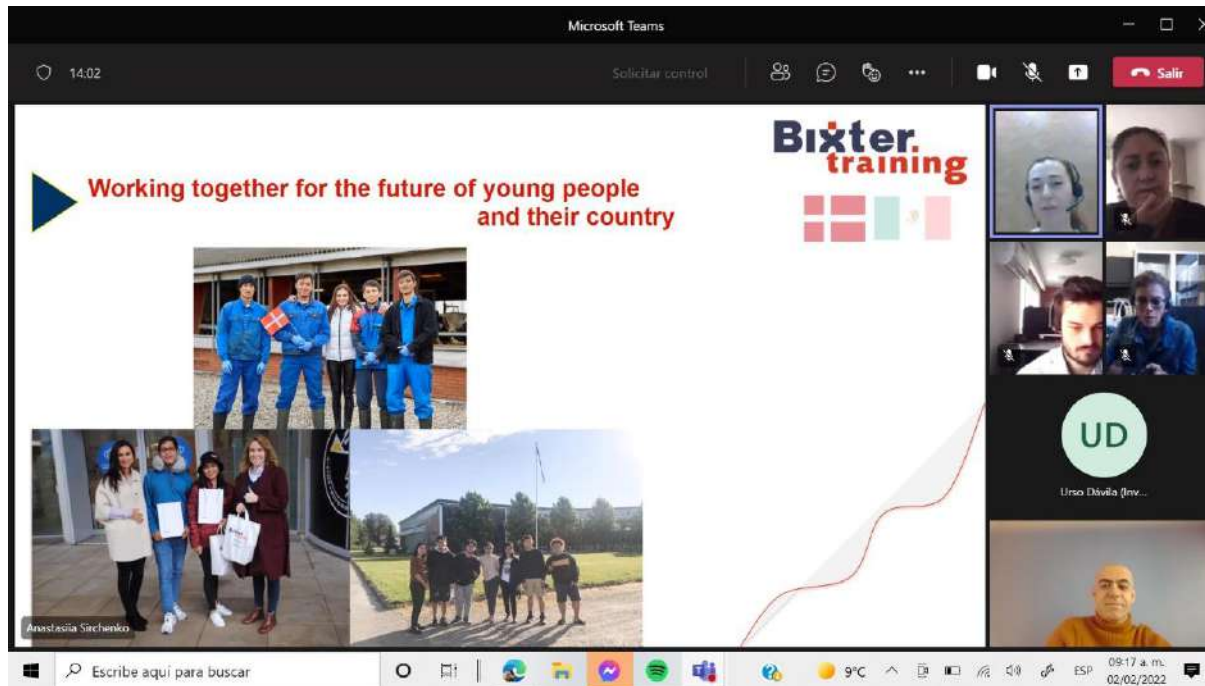 Microsoft Teams
14:02
Solicitar control
Salir
Bixter.
training
Working together for the future of young people
and their country
UD
Urso Dávila (Inv...
Anastasiia Sirchenko
Escribe aquí para buscar
9°C
ESP
09:17 a. m.
02/02/2022